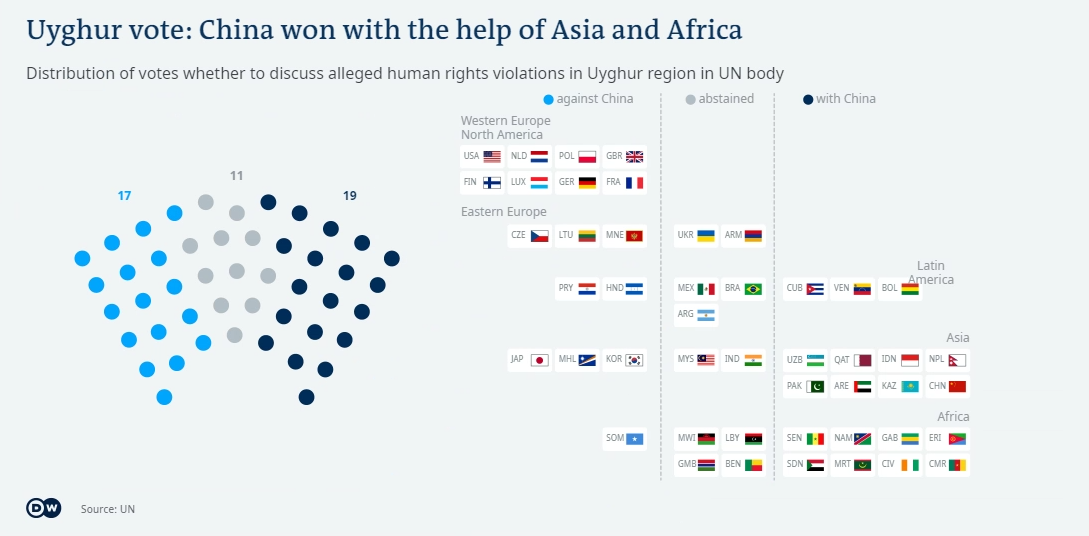 Uyghur vote: China won with the help of Asia and Africa
Distribution of votes whether to discuss alleged human rights violations in Uyghur region in UN body
against China
abstained
with China
17
11
19
Western Europe
North America
USA NLD POL GBR
FIN LUX GER FRA
Eastern Europe
CZE LTU MNE UKR ARM
Latin
America
PRY HND MEX BRA CUB VEN BOL
ARG
Asia
JAP MHL KOR MYS IND UZB QAT IDN NPL
PAK ARE KAZ CHN
Africa
SOM MWI LBY SEN NAM GAB ERI
GMB BEN SDN MRT CIV CMR
DW Source: UN